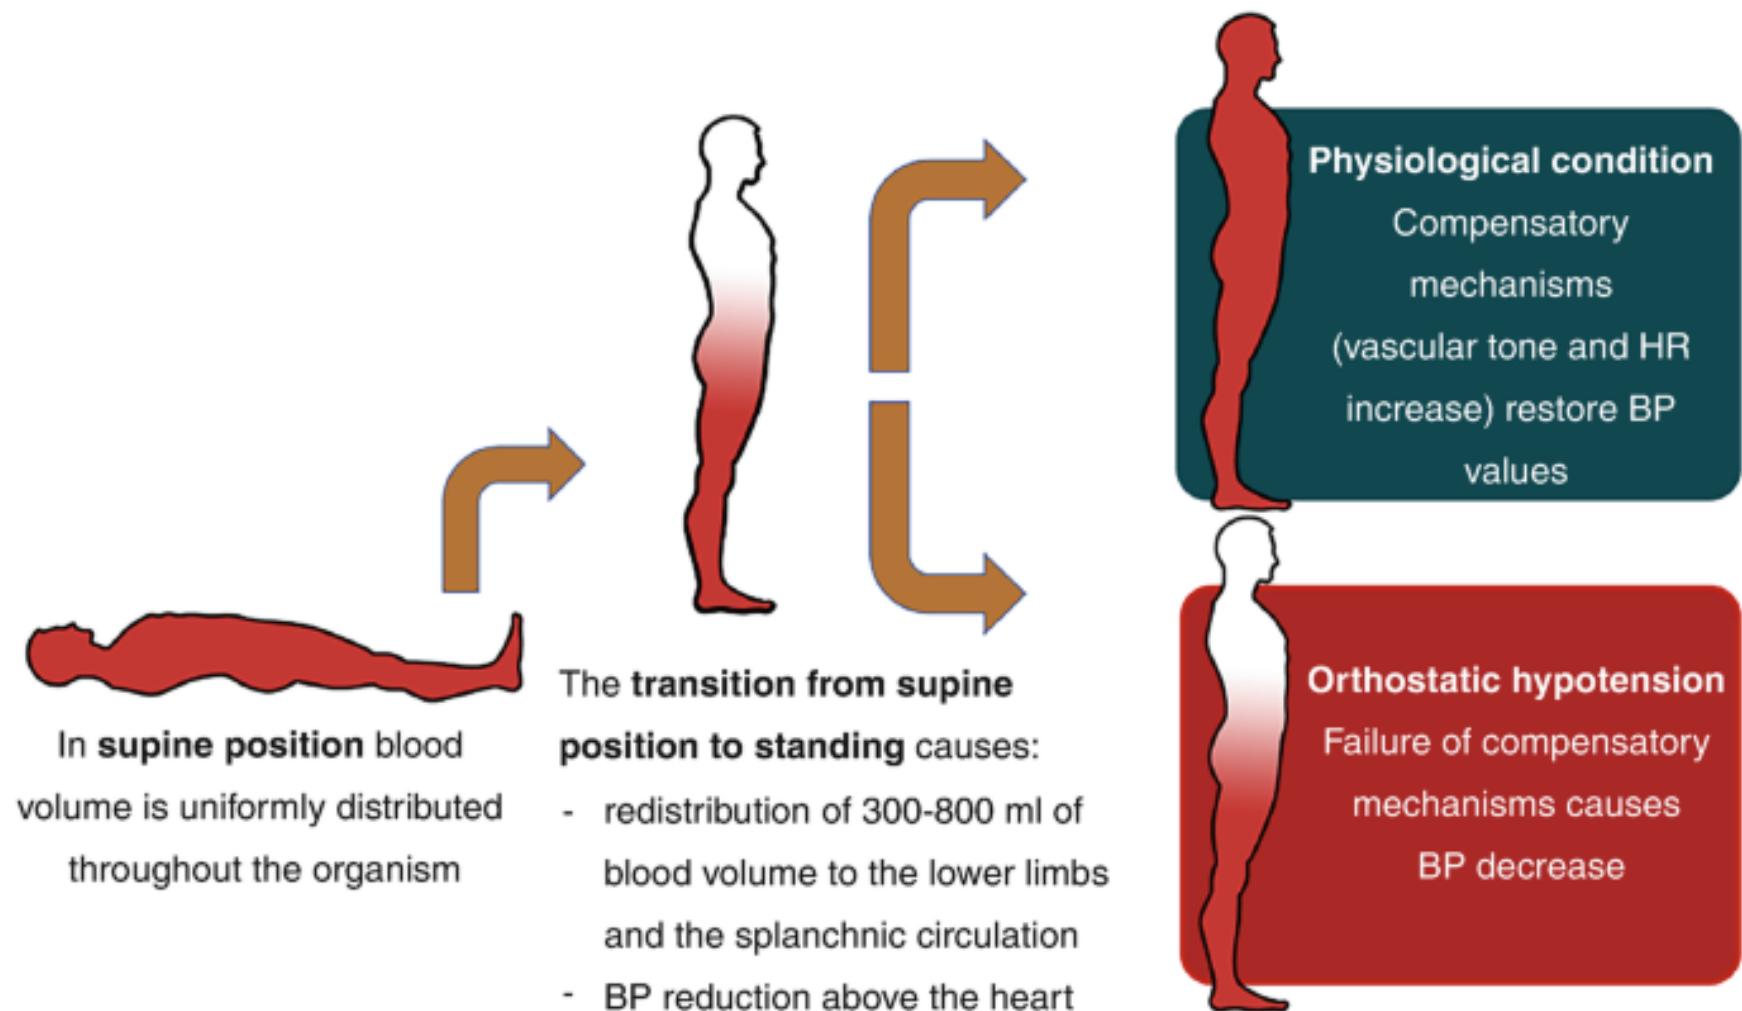 In supine position blood
volume is uniformly distributed
throughout the organism
The transition from supine
position to standing causes:
- redistribution of 300-800 ml of
blood volume to the lower limbs
and the splanchnic circulation
- BP reduction above the heart
Physiological condition
Compensatory
mechanisms
(vascular tone and HR
increase) restore BP
values
Orthostatic hypotension
Failure of compensatory
mechanisms causes
BP decrease